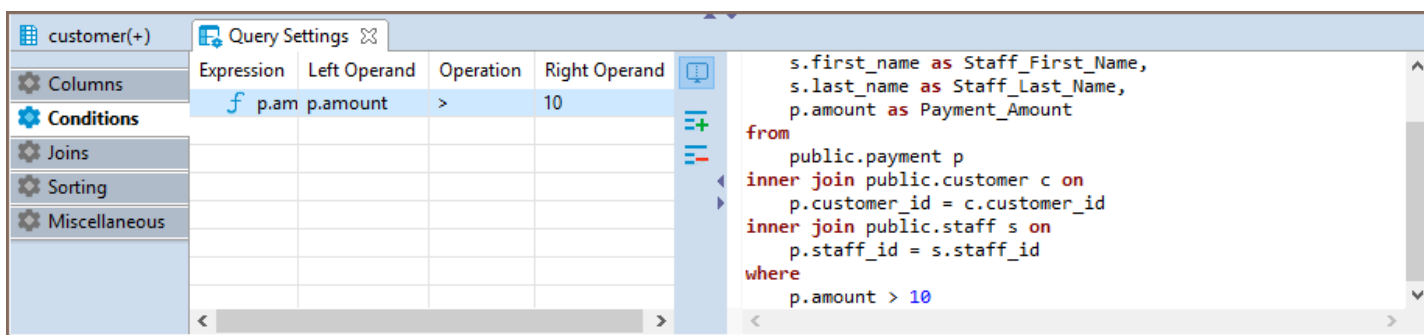 customer(+)
Query Settings
Columns
Conditions
Joins
Sorting
Miscellaneous
Expression Left Operand Operation Right Operand
p.am p.amount > 10
s.first_name as Staff_First_Name,
s.last_name as Staff_Last_Name,
p.amount as Payment_Amount
from
public.payment p
inner join public.customer c on
p.customer_id = c.customer_id
inner join public.staff s on
p.staff_id = s.staff_id
where
p.amount > 10